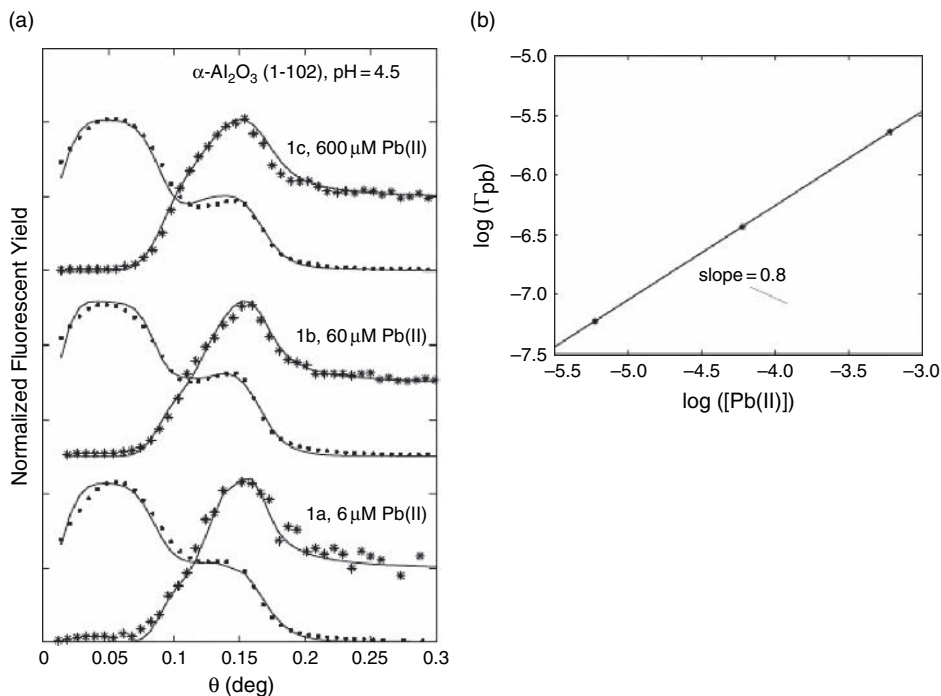 (a)
α-Al₂O₃ (1-102), pH = 4.5
1c, 600 μM Pb(II)
1b, 60 μM Pb(II)
1a, 6 μM Pb(II)
Normalized Fluorescent Yield
0 0.05 0.1 0.15 0.2 0.25 0.3
θ (deg)
(b)
−5.0
−5.5
−6.0
−6.5
−7.0
−7.5
log (Γpb)
slope = 0.8
−5.5 −5.0 −4.5 −4.2 −3.5 −3.0
log ([Pb(II)])